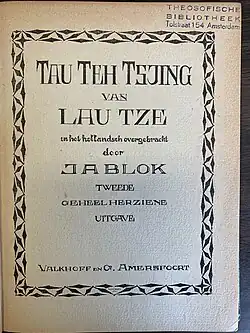 THEOSOFISCHE
BIBLIOTHEEK
Tolstraat 154 Amsterdam
TAU TEH TSJING
VAN
LAU TZE
in het hollandsch overgebracht
door
J A BLOK
TWEEDE
GEHEEL HERZIENE
UITGAVE
VALKHOFF EN Co. AMERSFOORT